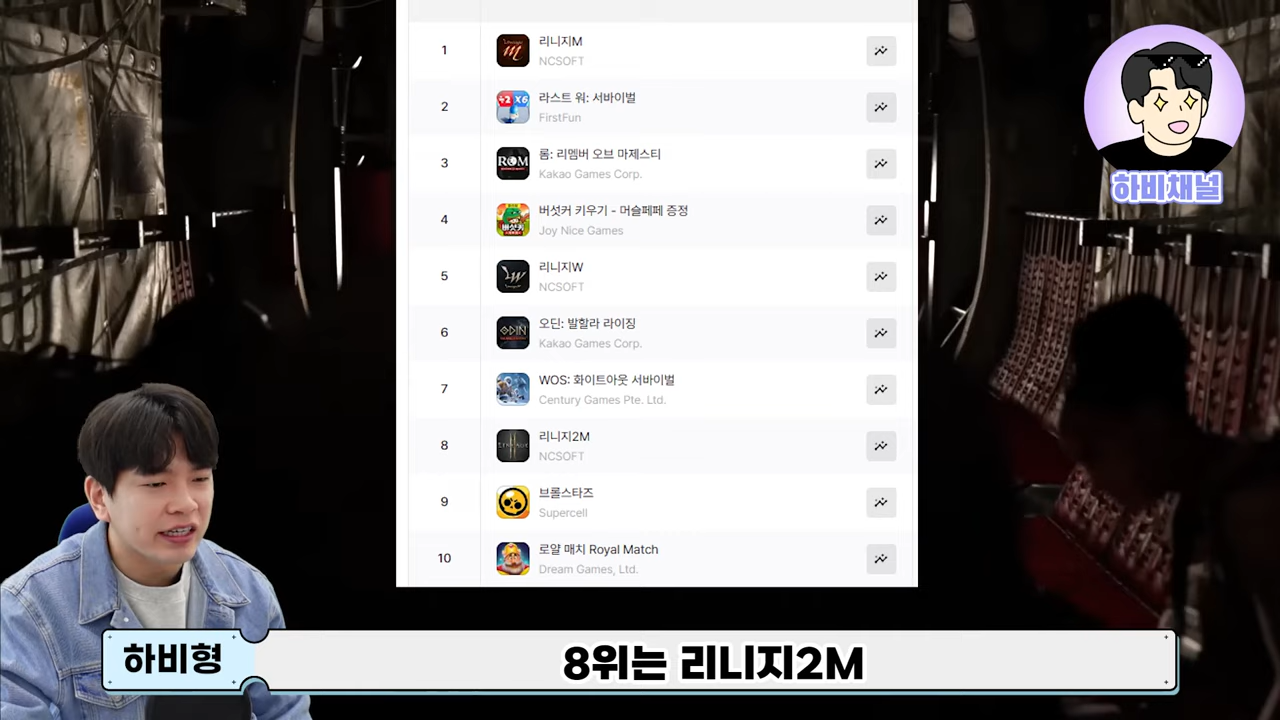 1
리니지M
NCSOFT
2
라스트 워: 서바이벌
FirstFun
3
롬: 리멤버 오브 마제스티
Kakao Games Corp.
4
버섯커 키우기 - 머슬페페 증정
Joy Nice Games
5
리니지W
NCSOFT
6
오딘: 발할라 라이징
Kakao Games Corp.
7
WOS: 화이트아웃 서바이벌
Century Games Pte. Ltd.
8
리니지2M
NCSOFT
9
브롤스타즈
Supercell
10
로얄 매치 Royal Match
Dream Games, Ltd.
ROM
ODIN
버섯커
하비채널
하비형
8위는 리니지2M